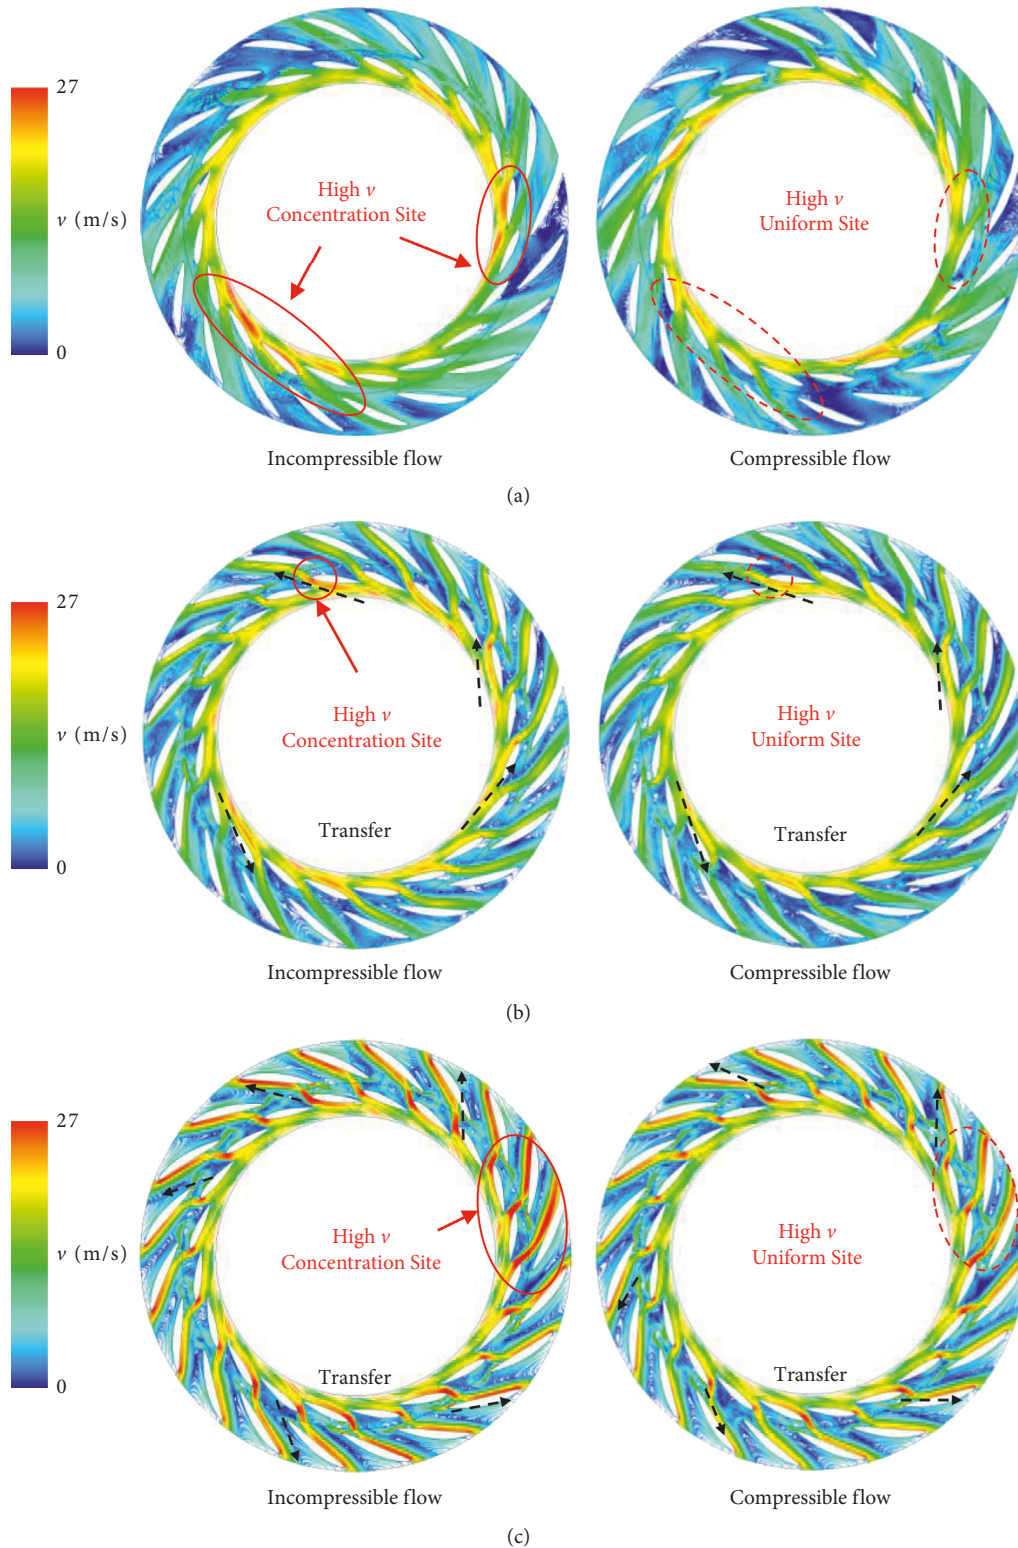 27
v (m/s)
0
High v
Concentration Site
High v
Uniform Site
Incompressible flow
Compressible flow
(a)
27
v (m/s)
0
High v
Concentration Site
High v
Uniform Site
Transfer
Transfer
Incompressible flow
Compressible flow
(b)
27
v (m/s)
0
High v
Concentration Site
High v
Uniform Site
Transfer
Transfer
Incompressible flow
Compressible flow
(c)